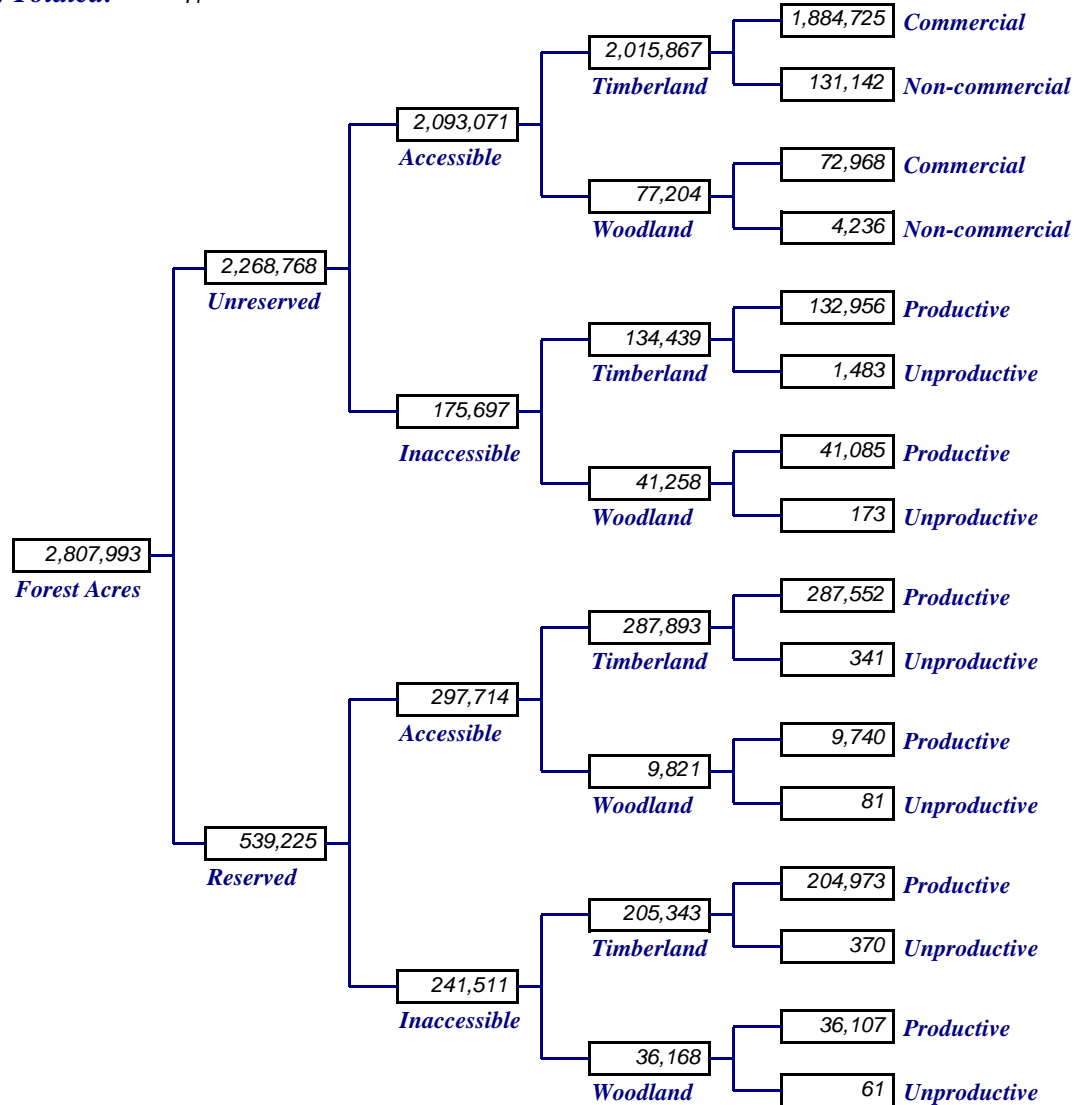 1,884,725 Commercial
2,015,867
Timberland
131,142 Non-commercial
2,093,071
Accessible
72,968 Commercial
77,204
Woodland
4,236 Non-commercial
2,268,768
Unreserved
132,956 Productive
134,439
Timberland
1,483 Unproductive
175,697
Inaccessible
41,085 Productive
41,258
Woodland
173 Unproductive
2,807,993
Forest Acres
287,552 Productive
287,893
Timberland
341 Unproductive
297,714
Accessible
9,740 Productive
9,821
Woodland
81 Unproductive
539,225
Reserved
204,973 Productive
205,343
Timberland
370 Unproductive
241,511
Inaccessible
36,107 Productive
36,168
Woodland
61 Unproductive